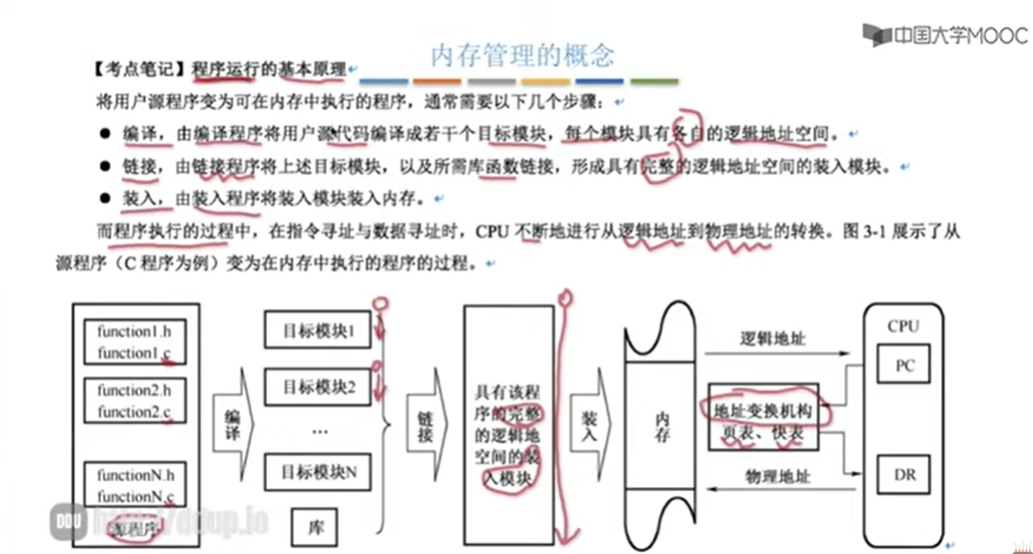 中国大学MOOC
内存管理的概念
【考点笔记】程序运行的基本原理
将用户源程序变为可在内存中执行的程序，通常需要以下几个步骤：
● 编译，由编译程序将用户源代码编译成若干个目标模块，每个模块具有各自的逻辑地址空间。
● 链接，由链接程序将上述目标模块，以及所需库函数链接，形成具有完整的逻辑地址空间的装入模块。
● 装入，由装入程序将装入模块装入内存。
而程序执行的过程中，在指令寻址与数据寻址时，CPU 不断地进行从逻辑地址到物理地址的转换。图 3-1 展示了从
源程序（C 程序为例）变为在内存中执行的程序的过程。
function1.h
function1.c
function2.h
function2.c
functionN.h
functionN.c
源程序
编译
目标模块1
目标模块2
...
目标模块N
库
链接
具有该程
序的完整
的逻辑地
址空间的装
入模块
装入
内存
逻辑地址
地址变换机构
页表、快表
物理地址
CPU
PC
DR
DDU